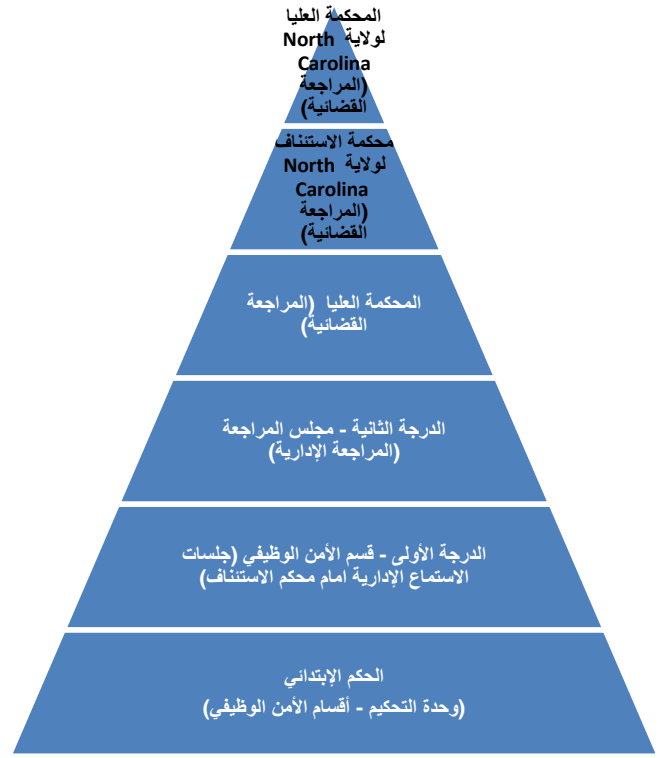 المحكمة العليا
لولاية North
Carolina
(المراجعة
القضائية)
محكمة الاستئناف
لولاية North
Carolina
(المراجعة
القضائية)
المحكمة العليا (المراجعة
القضائية)
الدرجة الثانية - مجلس المراجعة
(المراجعة الإدارية)
الدرجة الأولى - قسم الأمن الوظيفي (جلسات
الاستماع الإدارية امام محكم الاستئناف)
الحكم الإبتدائي
(وحدة التحكيم - أقسام الأمن الوظيفي)